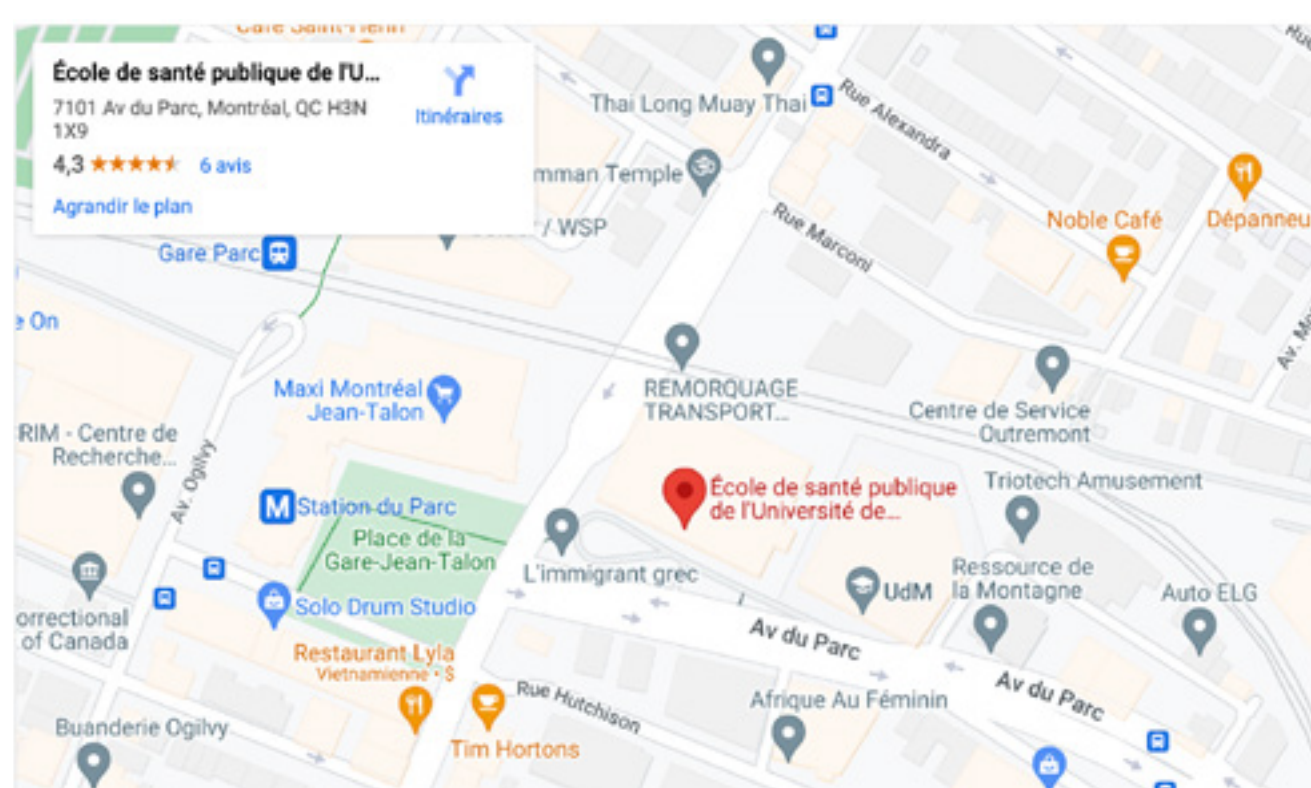 École de santé publique de l'U...
7101 Av du Parc, Montréal, QC H3N
1X9
4,3
6 avis
Agrandir le plan
Itinéraires
Thai Long Muay Thai
Rue Alexandra
mman Temple
/ WSP
Rue Marconi
Noble Café
Dépanneu
Gare Parc
e On
Maxi Montréal
Jean-Talon
REMORQUAGE
TRANSPORT...
Centre de Service
Outremont
Av. Ogilvy
RIM - Centre de
Recherche...
École de santé publique
de l'Université de...
Triotech Amusement
M
Station du Parc
Place de la
Gare-Jean-Talon
L'immigrant grec
UdM
Ressource de
la Montagne
Auto ELG
Solo Drum Studio
orrectional
of Canada
Av du Parc
Restaurant Lyla
Vietnamienne • $
Rue Hutchison
Afrique Au Féminin
Av du Parc
Buanderie Ogilvy
Tim Hortons